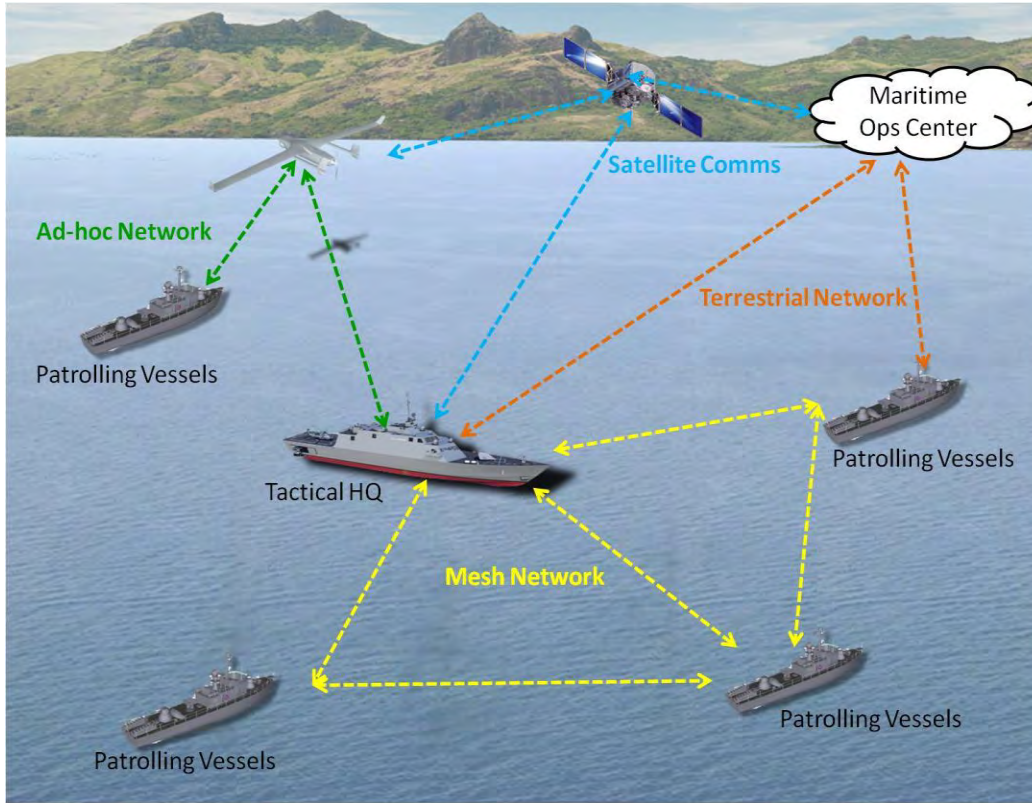 Maritime
Ops Center
Satellite Comms
Ad-hoc Network
Terrestrial Network
Patrolling Vessels
Patrolling Vessels
Tactical HQ
Mesh Network
Patrolling Vessels
Patrolling Vessels